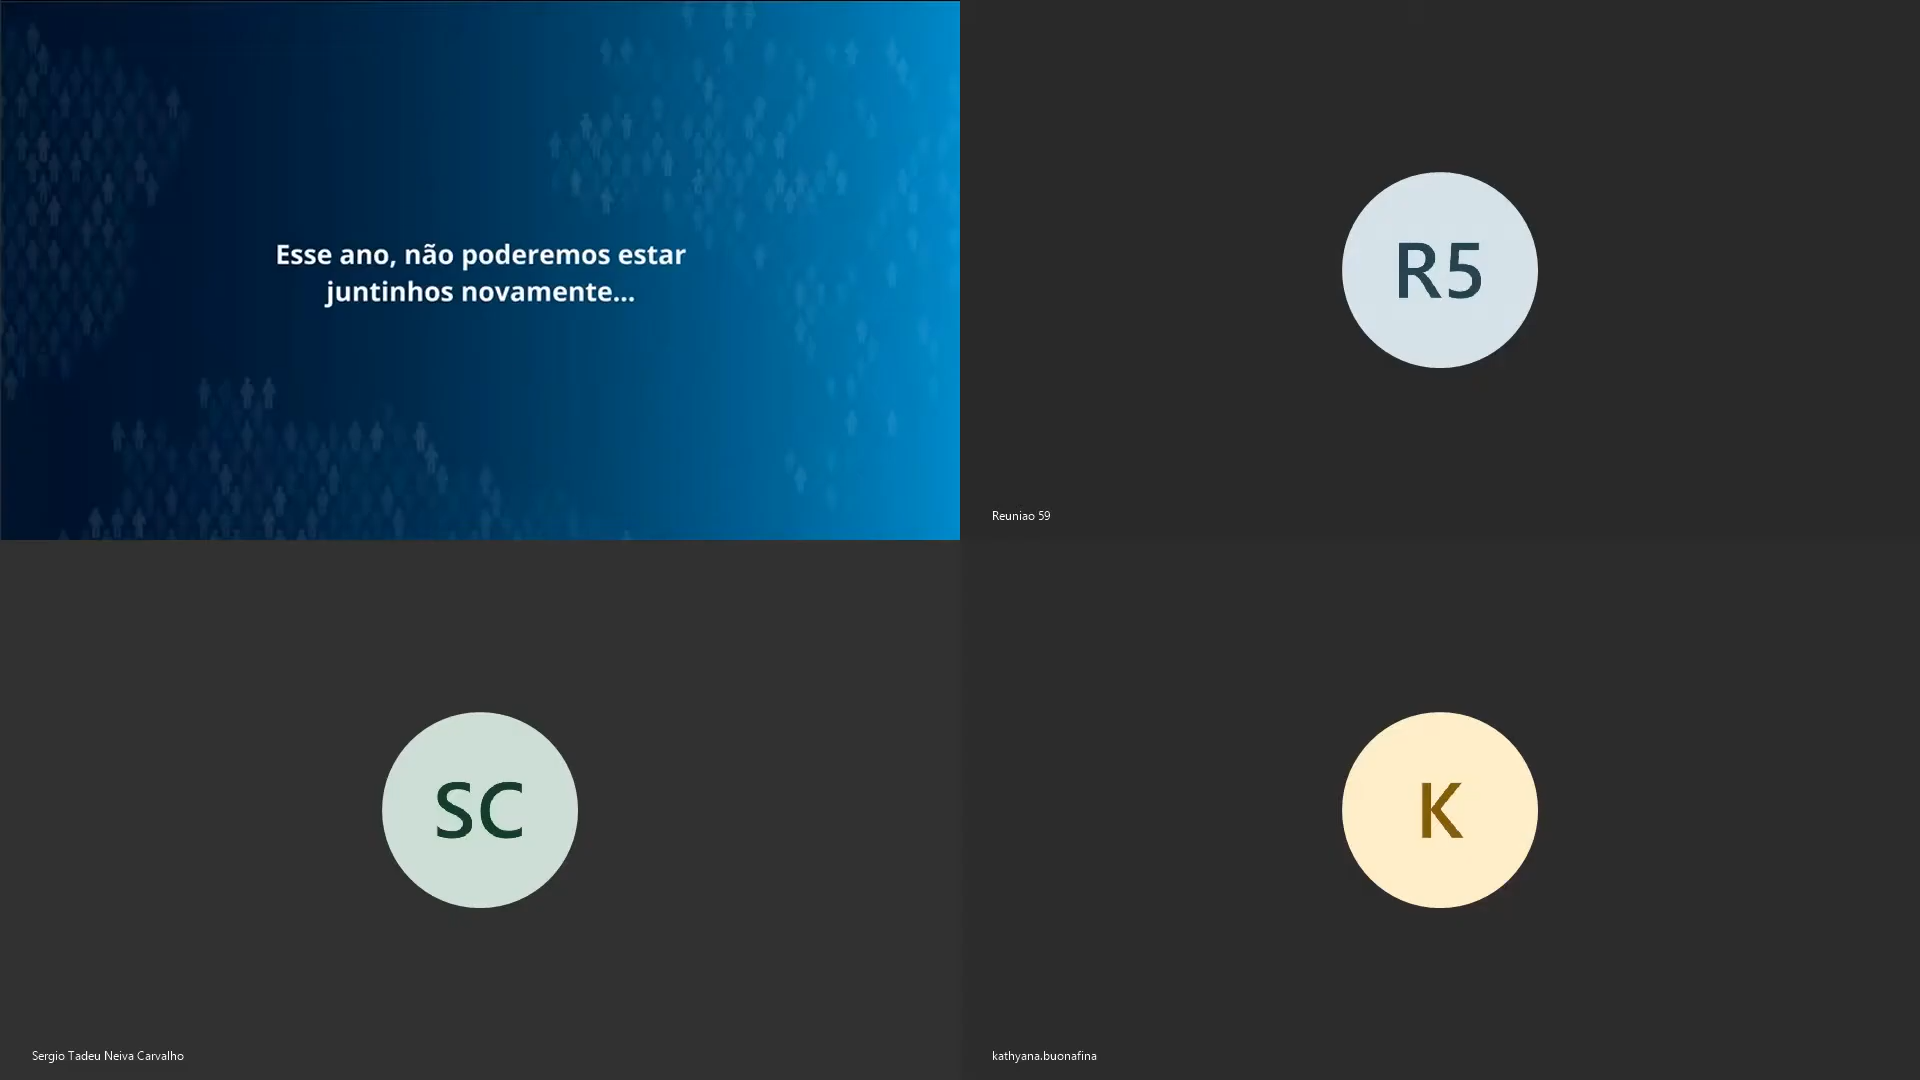 Esse ano, não poderemos estar
juntinhos novamente...
R5
Reuniao 59
SC
Sergio Tadeu Neiva Carvalho
K
kathyana.buonafina